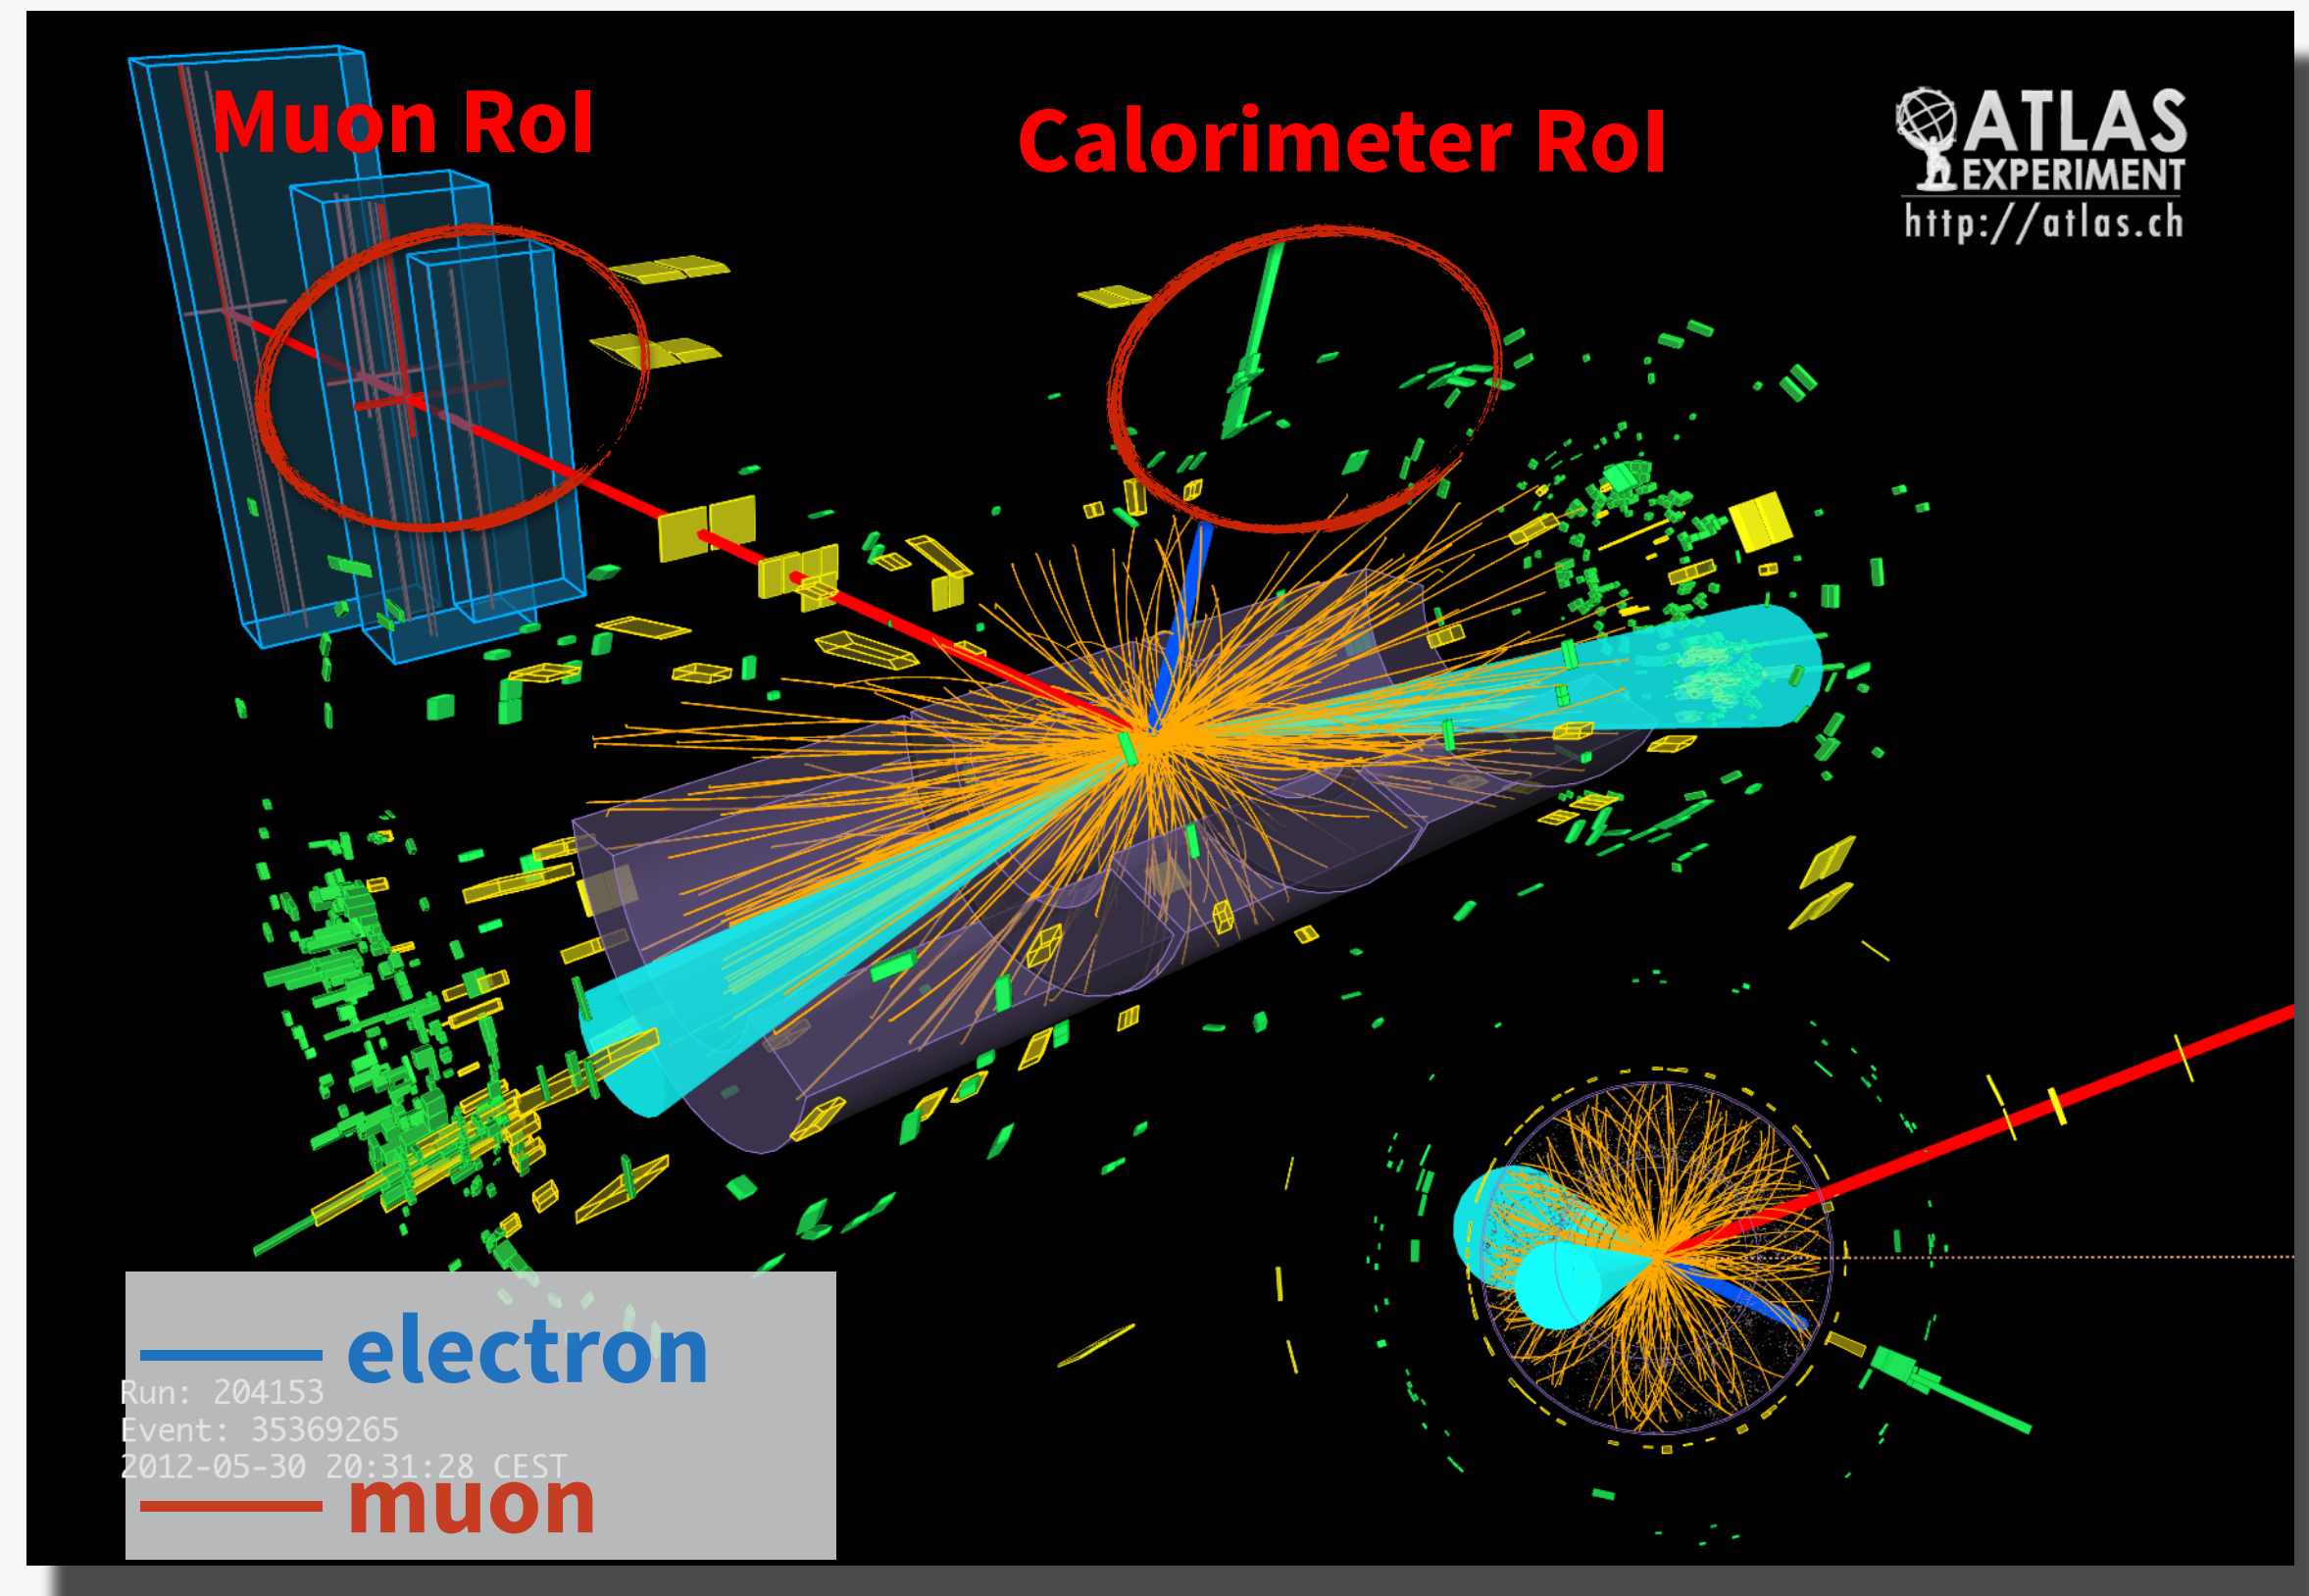 Muon RoI
Calorimeter RoI
ATLAS
EXPERIMENT
http://atlas.ch
electron
Run: 204153
Event: 35369265
2012-05-30 20:31:28 CEST
muon